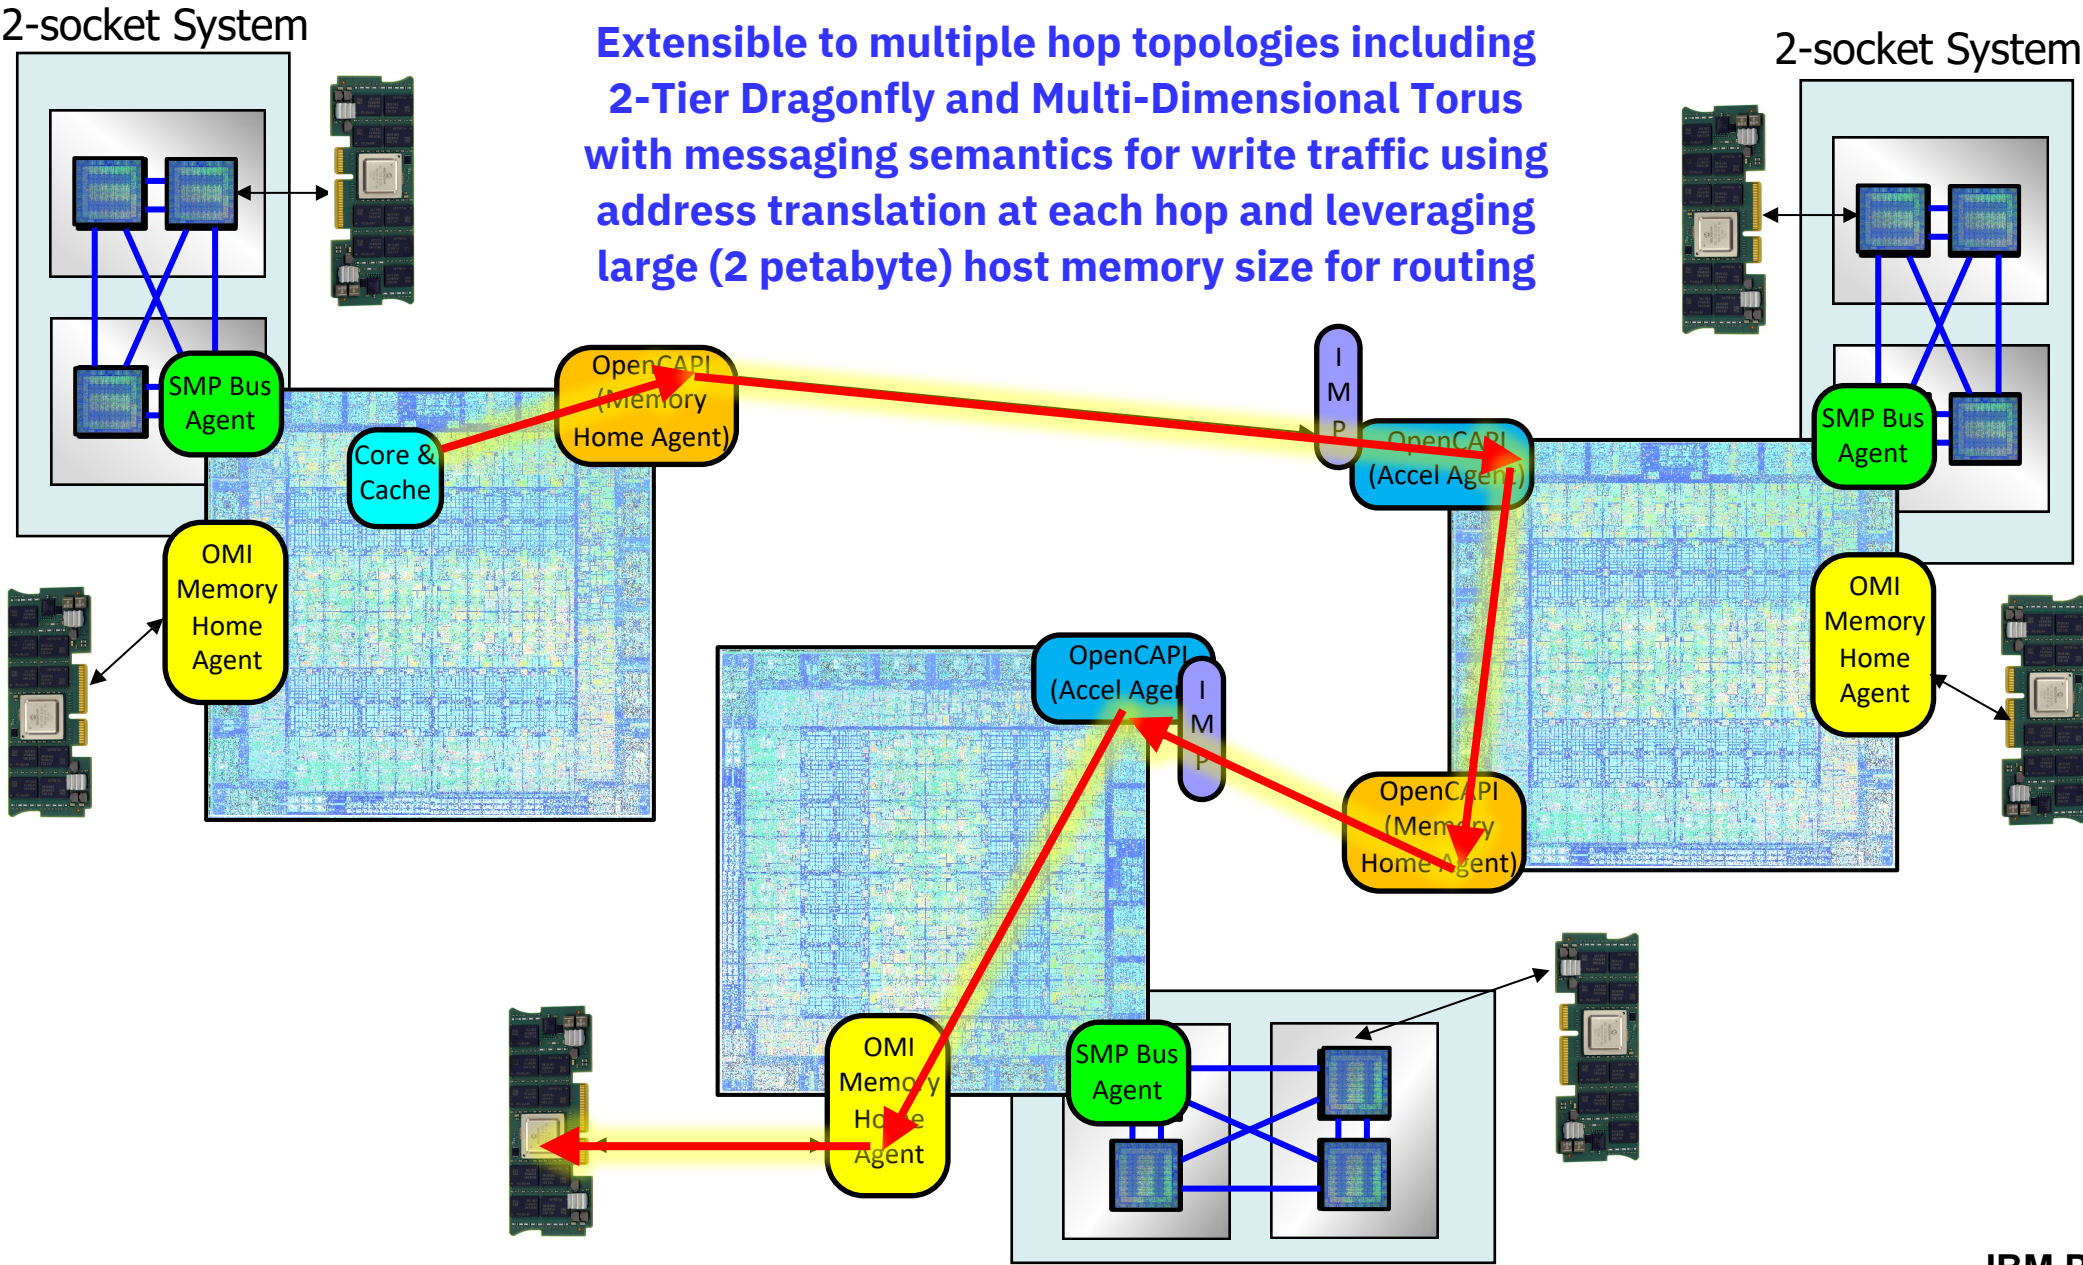 2-socket System
Extensible to multiple hop topologies including
2-Tier Dragonfly and Multi-Dimensional Torus
with messaging semantics for write traffic using
address translation at each hop and leveraging
large (2 petabyte) host memory size for routing
2-socket System
SMP Bus
Agent
Core &
Cache
OpenCAPI
(Memory
Home Agent)
I
M
P
OpenCAPI
(Accel Agent)
SMP Bus
Agent
OMI
Memory
Home
Agent
OMI
Memory
Home
Agent
OpenCAPI
(Accel Age
I
M
P
OpenCAPI
(Memory
Home Agent)
OMI
Memory
Home
Agent
SMP Bus
Agent
IBM P